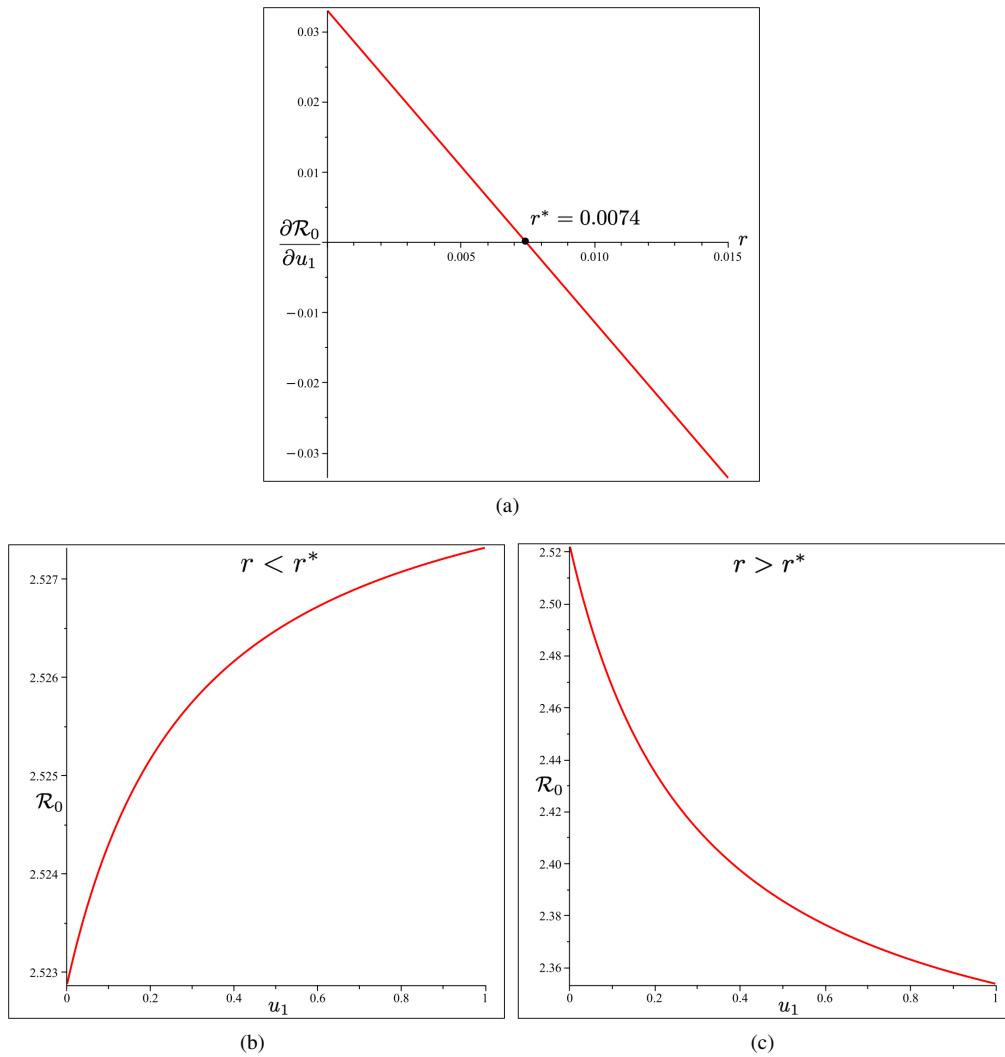 0.03
0.02
0.01
r* = 0.0074
∂R₀
∂u₁
r
0.005 0.010 0.015
−0.01
−0.02
−0.03
(a)
r < r*
2.527
2.526
2.525
R₀
2.524
2.523
0 0.2 0.4 0.6 0.8 1
u₁
(b)
r > r*
2.52
2.50
2.48
2.46
2.44
R₀
2.42
2.40
2.38
2.36
0 0.2 0.4 0.6 0.8 1
u₁
(c)